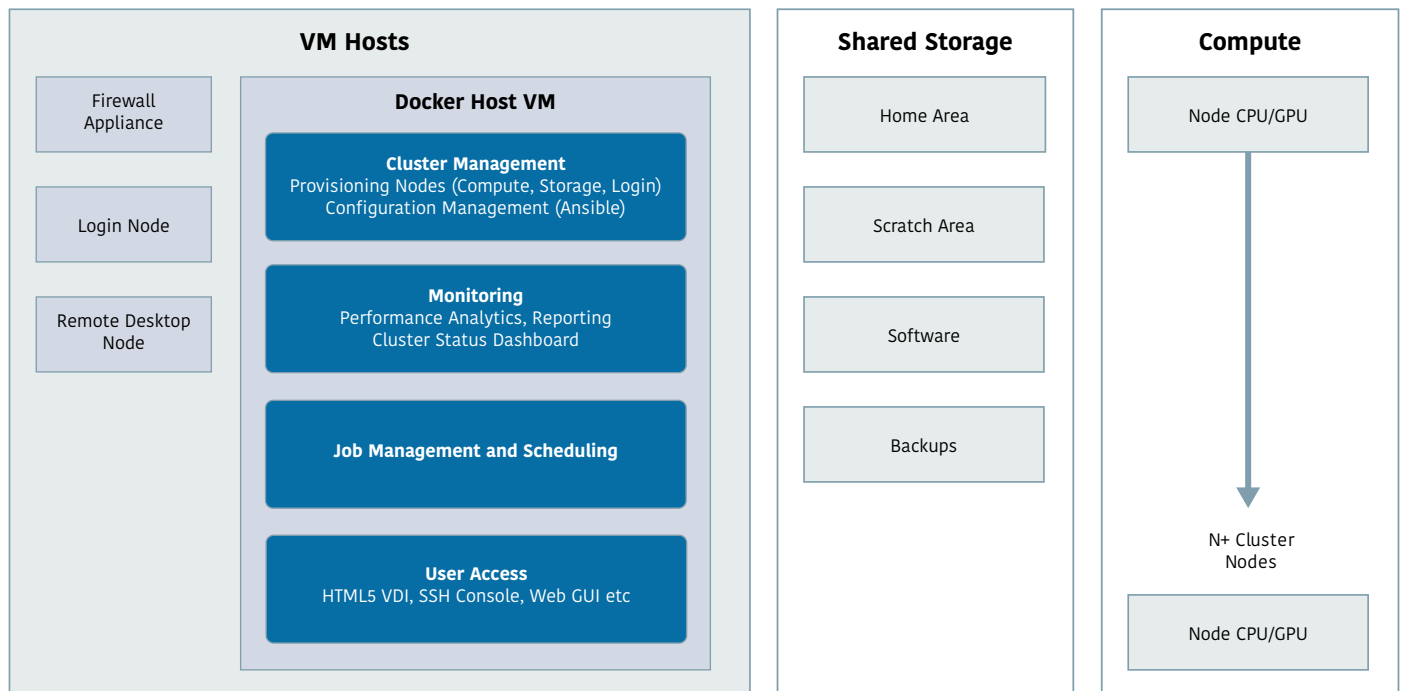 VM Hosts
Firewall
Appliance
Login Node
Remote Desktop
Node
Docker Host VM
Cluster Management
Provisioning Nodes (Compute, Storage, Login)
Configuration Management (Ansible)
Monitoring
Performance Analytics, Reporting
Cluster Status Dashboard
Job Management and Scheduling
User Access
HTML5 VDI, SSH Console, Web GUI etc
Shared Storage
Home Area
Scratch Area
Software
Backups
Compute
Node CPU/GPU
N+ Cluster
Nodes
Node CPU/GPU